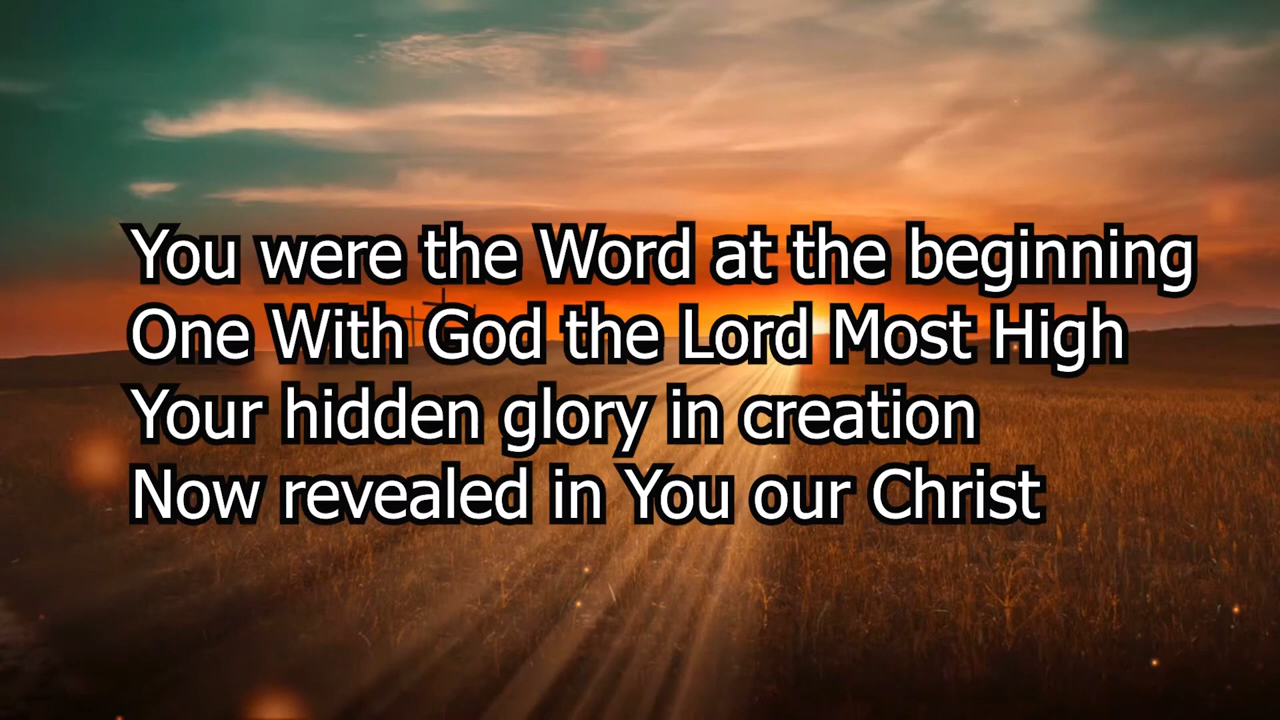 You were the Word at the beginning
One With God the Lord Most High
Your hidden glory in creation
Now revealed in You our Christ